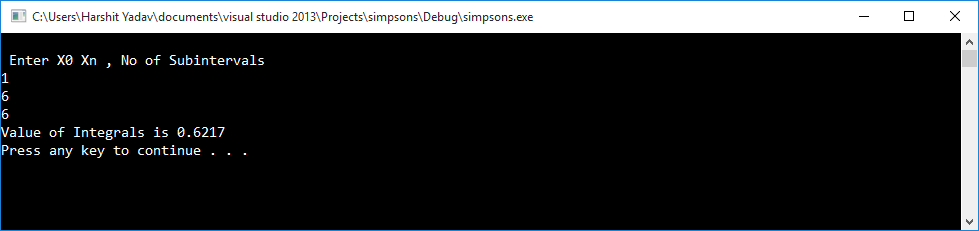 C:\Users\Harshit Yadav\documents\visual studio 2013\Projects\simpsons\Debug\simpsons.exe
Enter X0 Xn , No of Subintervals
1
6
6
Value of Integrals is 0.6217
Press any key to continue . . .